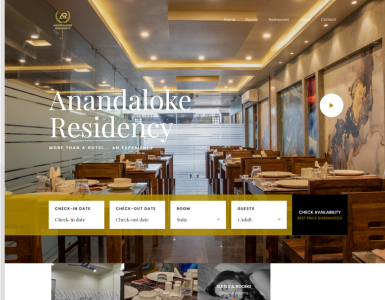 Home Rooms Restaurant About Contact
Anandaloke
Residency
MORE THAN A HOTEL... AN EXPERIENCE
CHECK-IN DATE CHECK-OUT DATE ROOM GUESTS
Check-in date Check-out date Suite 1 Adult
CHECK AVAILABILITY
BEST PRICE GUARANTEED
SUITS & ROOMS